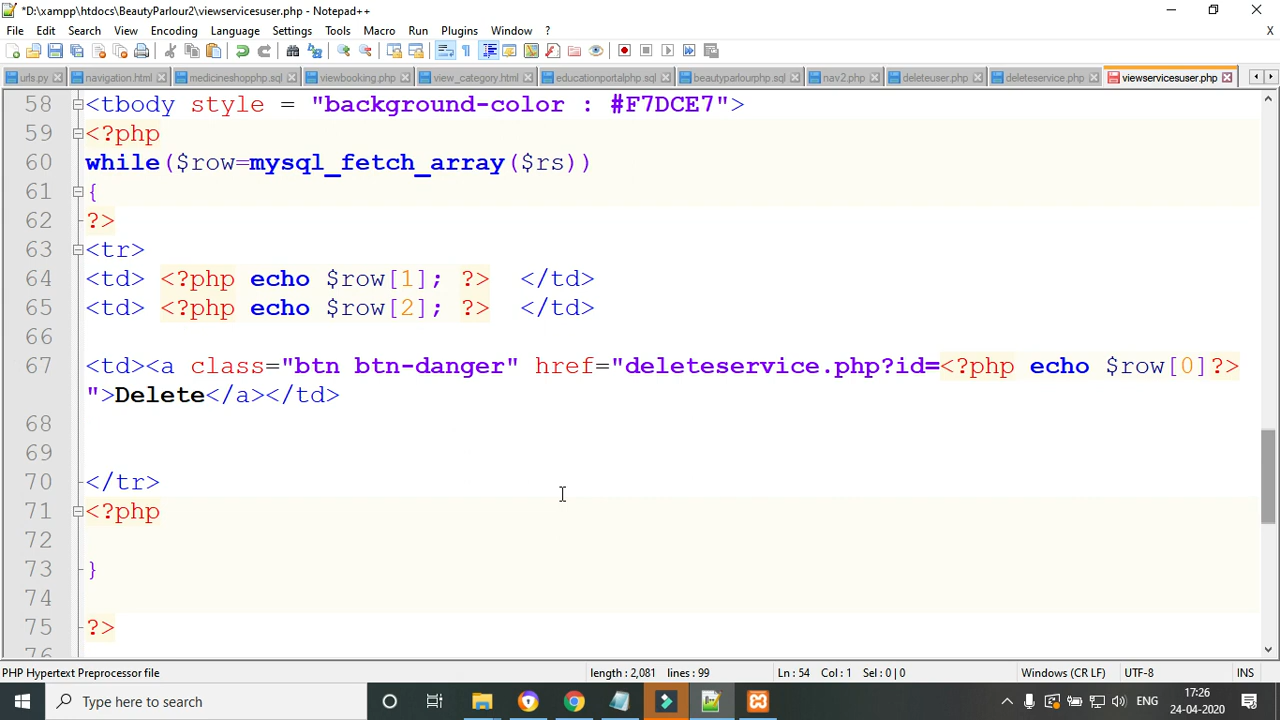 *D:\xampp\htdocs\BeautyParlour2\viewservicesuser.php - Notepad++
File Edit Search View Encoding Language Settings Tools Macro Run Plugins Window ? X
urls.py navigation.html medicineshopphp.sql viewbooking.php view_category.html educationportalphp.sql beautyparlourphp.sql nav2.php deleteuser.php deleteservice.php viewservicesuser.php
58 <tbody style = "background-color : #F7DCE7">
59 <?php
60 while($row=mysql_fetch_array($rs))
61 {
62 ?>
63 <tr>
64 <td> <?php echo $row[1]; ?>  </td>
65 <td> <?php echo $row[2]; ?>  </td>
66
67 <td><a class="btn btn-danger" href="deleteservice.php?id=<?php echo $row[0]?>
">Delete</a></td>
68
69
70 </tr>
71 <?php
72
73 }
74
75 ?>
PHP Hypertext Preprocessor file length : 2,081 lines : 99 Ln : 54 Col : 1 Sel : 0 | 0 Windows (CR LF) UTF-8 INS
Type here to search ENG 17:26
24-04-2020